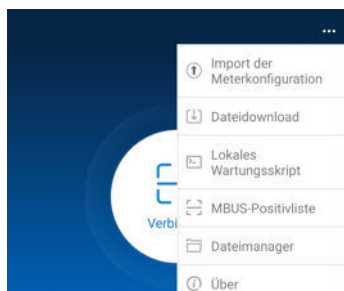 Import der
Meterkonfiguration
Dateidownload
Lokales
Wartungsskript
MBUS-Positivliste
Verbi
Dateimanager
Über